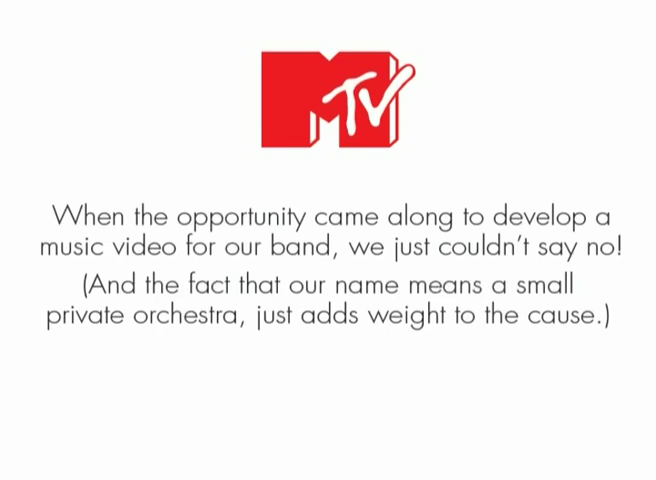 MTV
When the opportunity came along to develop a
music video for our band, we just couldn't say no!
(And the fact that our name means a small
private orchestra, just adds weight to the cause.)